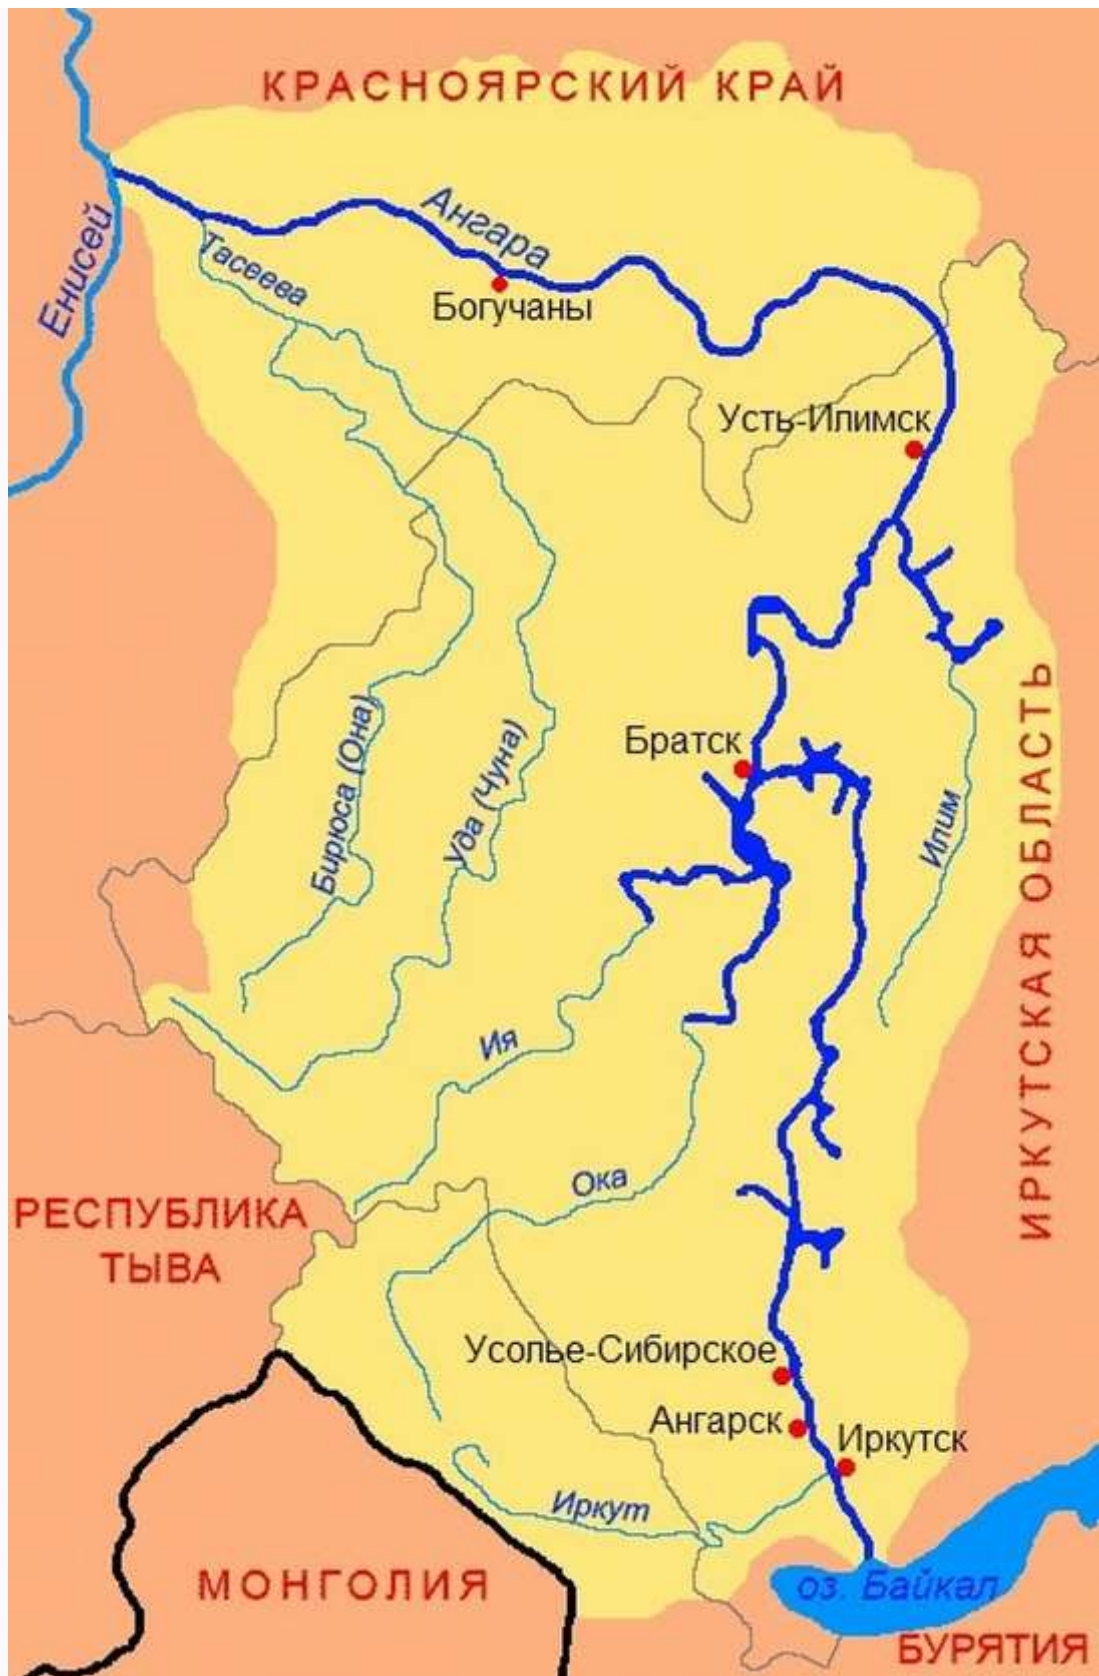 КРАСНОЯРСКИЙ КРАЙ
Енисей
Ангара
Тасеева
Богучаны
Усть-Илимск
ИРКУТСКАЯ ОБЛАСТЬ
Братск
Бирюса (Она)
Уда (Чуна)
Илим
Ия
Ока
РЕСПУБЛИКА
ТЫВА
Усолье-Сибирское
Ангарск
Иркутск
Иркут
МОНГОЛИЯ
оз. Байкал
БУРЯТИЯ